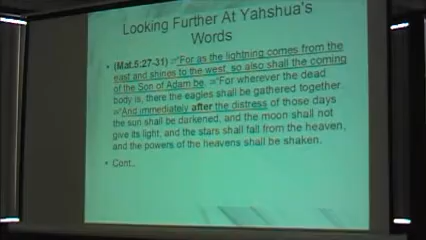 Looking Further At Yahshua's
Words
• (Mat.5:27-31) "For as the lightning comes from the
east and shines to the west, so also shall the coming
of the Son of Adam be. "For wherever the dead
body is, there the eagles shall be gathered together.
"And immediately after the distress of those days
the sun shall be darkened, and the moon shall not
give its light, and the stars shall fall from the heaven,
and the powers of the heavens shall be shaken.
• Cont..